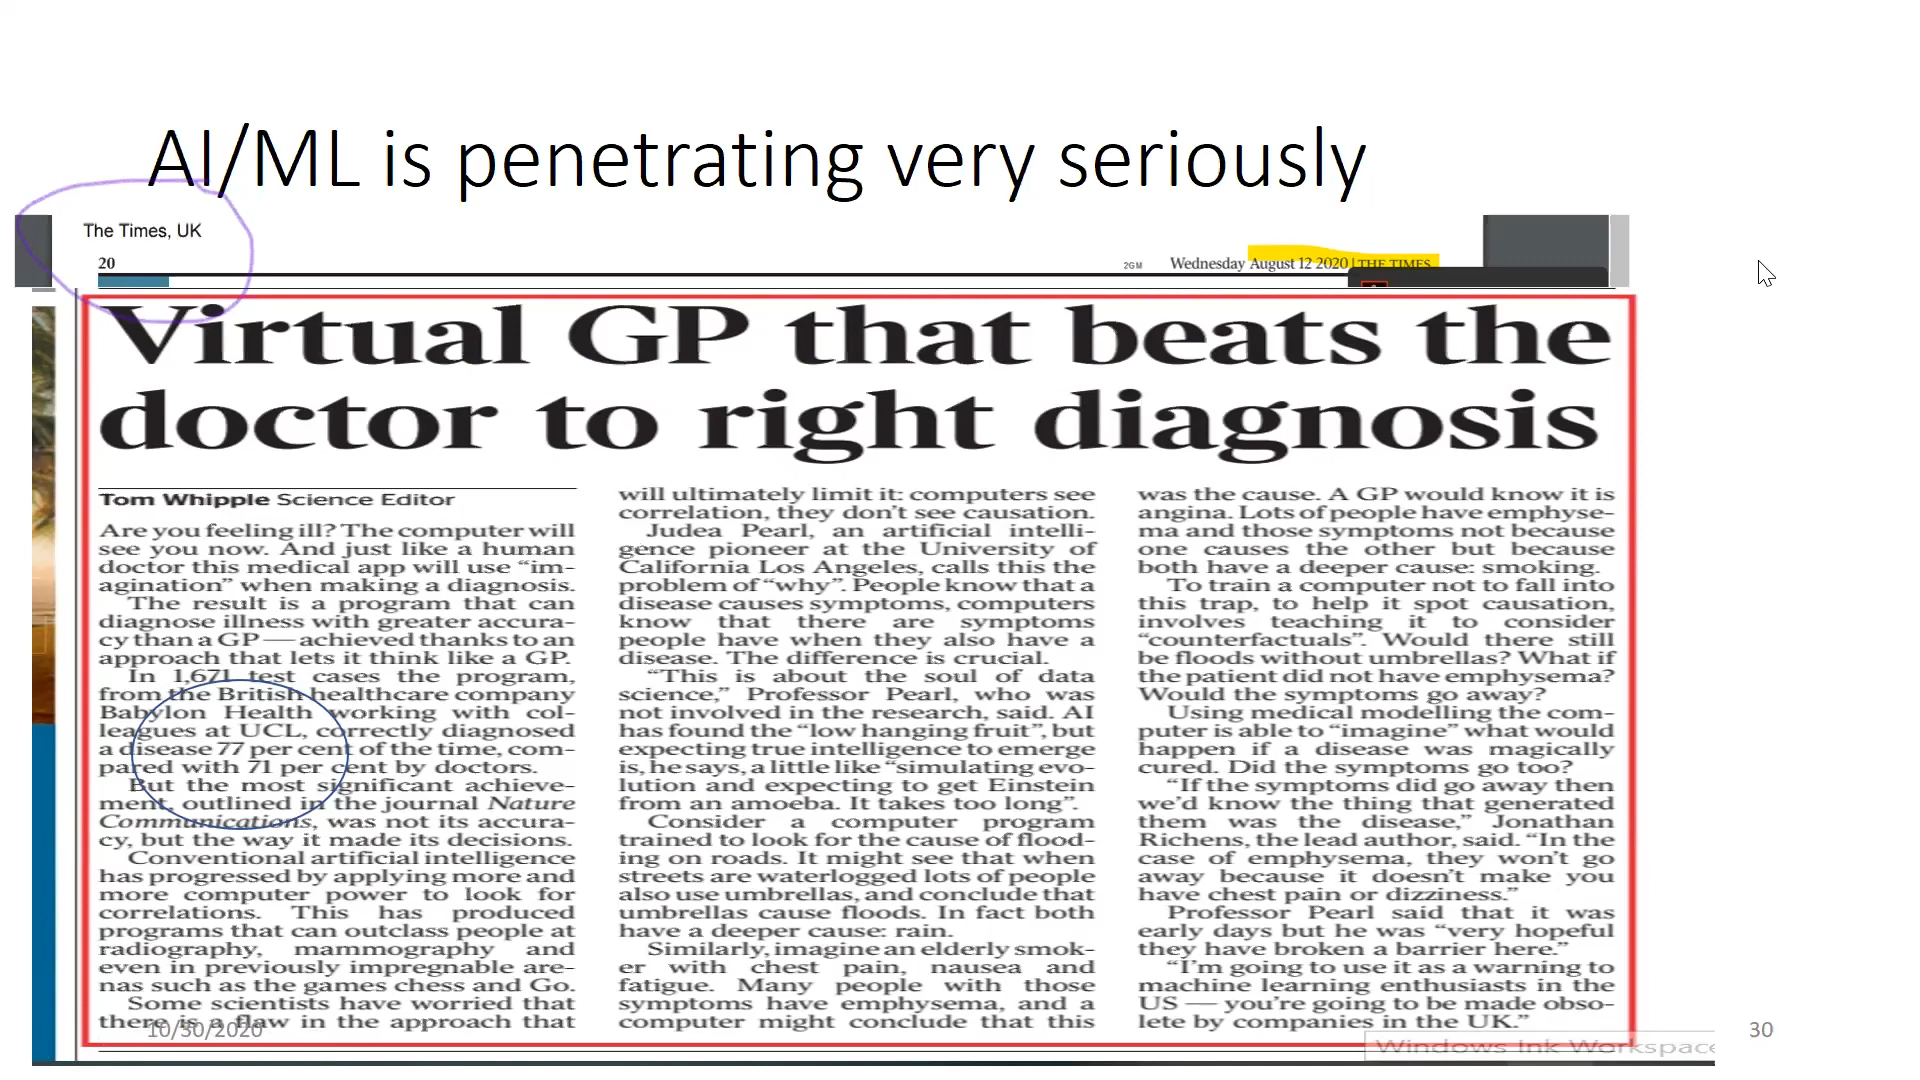 AI/ML is penetrating very seriously
The Times, UK
20
2GM Wednesday August 12 2020 | THE TIMES
Virtual GP that beats the
doctor to right diagnosis
Tom Whipple Science Editor
Are you feeling ill? The computer will
see you now. And just like a human
doctor this medical app will use “im-
agination” when making a diagnosis.
The result is a program that can
diagnose illness with greater accura-
cy than a GP — achieved thanks to an
approach that lets it think like a GP.
In 1,671 test cases the program,
from the British healthcare company
Babylon Health working with col-
leagues at UCL, correctly diagnosed
a disease 77 per cent of the time, com-
pared with 71 per cent by doctors.
But the most significant achieve-
ment, outlined in the journal Nature
Communications, was not its accura-
cy, but the way it made its decisions.
Conventional artificial intelligence
has progressed by applying more and
more computer power to look for
correlations. This has produced
programs that can outclass people at
radiography, mammography and
even in previously impregnable are-
nas such as the games chess and Go.
Some scientists have worried that
there is a flaw in the approach that
will ultimately limit it: computers see
correlation, they don’t see causation.
Judea Pearl, an artificial intelli-
gence pioneer at the University of
California Los Angeles, calls this the
problem of “why”. People know that a
disease causes symptoms, computers
know that there are symptoms
people have when they also have a
disease. The difference is crucial.
“This is about the soul of data
science,” Professor Pearl, who was
not involved in the research, said. AI
has found the “low hanging fruit”, but
expecting true intelligence to emerge
is, he says, a little like “simulating evo-
lution and expecting to get Einstein
from an amoeba. It takes too long”.
Consider a computer program
trained to look for the cause of flood-
ing on roads. It might see that when
streets are waterlogged lots of people
also use umbrellas, and conclude that
umbrellas cause floods. In fact both
have a deeper cause: rain.
Similarly, imagine an elderly smok-
er with chest pain, nausea and
fatigue. Many people with those
symptoms have emphysema, and a
computer might conclude that this
was the cause. A GP would know it is
angina. Lots of people have emphyse-
ma and those symptoms not because
one causes the other but because
both have a deeper cause: smoking.
To train a computer not to fall into
this trap, to help it spot causation,
involves teaching it to consider
“counterfactuals”. Would there still
be floods without umbrellas? What if
the patient did not have emphysema?
Would the symptoms go away?
Using medical modelling the com-
puter is able to “imagine” what would
happen if a disease was magically
cured. Did the symptoms go too?
“If the symptoms did go away then
we’d know the thing that generated
them was the disease,” Jonathan
Richens, the lead author, said. “In the
case of emphysema, they won’t go
away because it doesn’t make you
have chest pain or dizziness.”
Professor Pearl said that it was
early days but he was “very hopeful
they have broken a barrier here.”
“I’m going to use it as a warning to
machine learning enthusiasts in the
US — you’re going to be made obso-
lete by companies in the UK.”
10/30/2020
30
Windows Ink Workspace